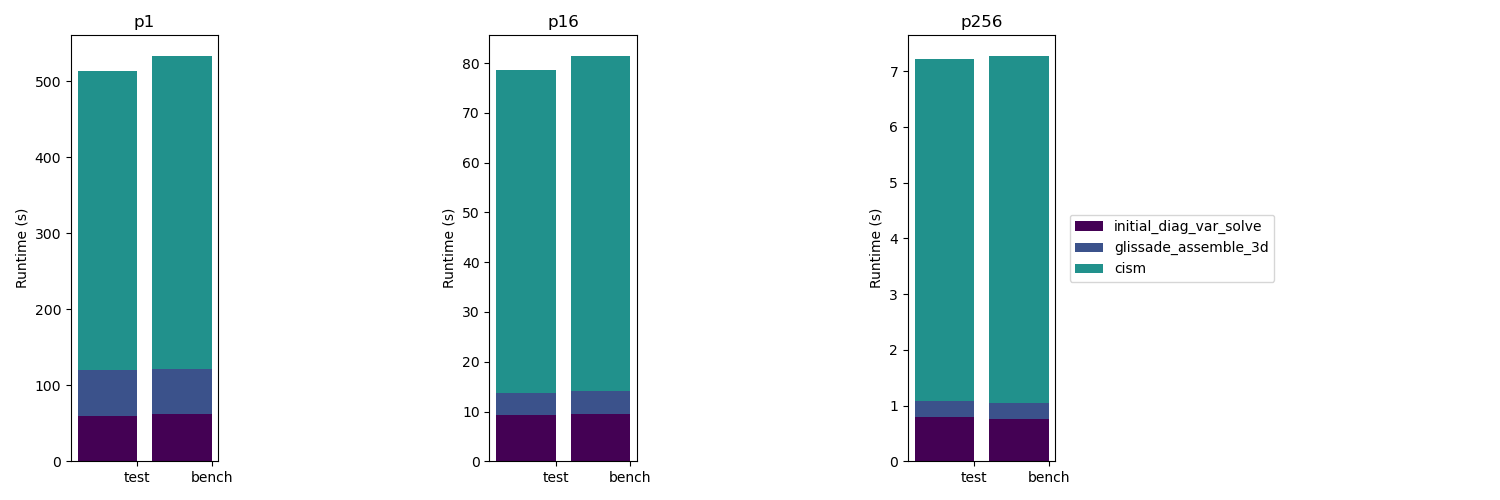 p1
Runtime (s)
500
400
300
200
100
0
test bench
p16
Runtime (s)
80
70
60
50
40
30
20
10
0
test bench
p256
Runtime (s)
7
6
5
4
3
2
1
0
test bench
initial_diag_var_solve
glissade_assemble_3d
cism